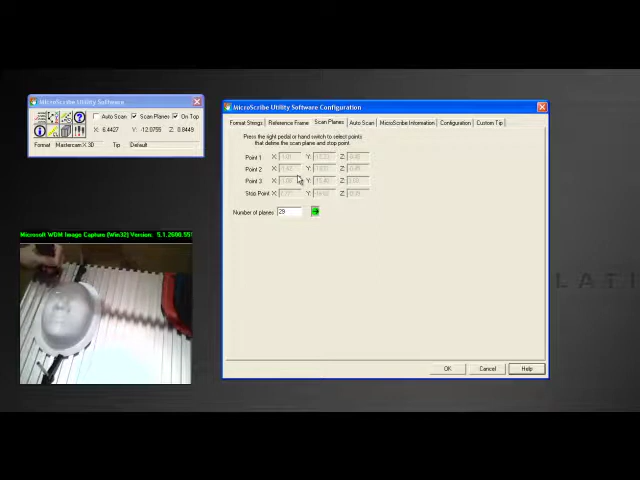 MicroScribe Utility Software
Auto Scan Scan Planes On Top
X: 6.4427 Y: -12.0755 Z: 0.8449
Format Mastercam X 3D Tip Default
Microsoft WDM Image Capture (Win32) Version: 5.1.2600.55
MicroScribe Utility Software Configuration
Format Strings Reference Frame Scan Planes Auto Scan MicroScribe Information Configuration Custom Tip
Press the right pedal or hand switch to select points
that define the scan plane and stop point
Point 1 X: Y: Z:
Point 2 X: Y: Z:
Point 3 X: Y: Z:
Stop Point X: Y: Z:
Number of planes 29
OK Cancel Help